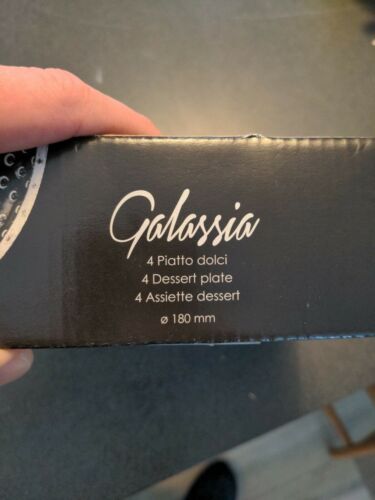 Galassia
4 Piatto dolci
4 Dessert plate
4 Assiette dessert
ø 180 mm